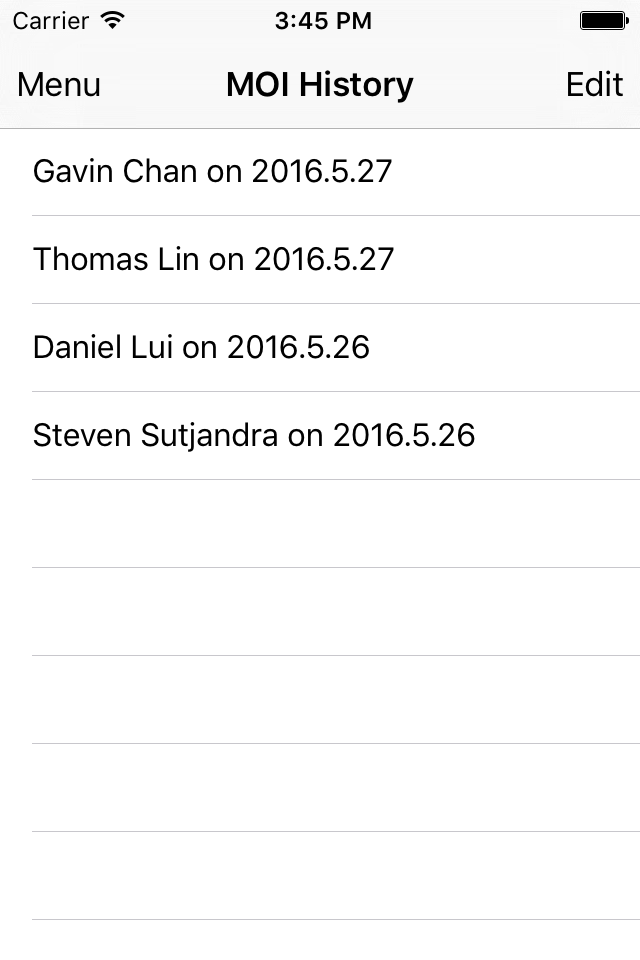 Carrier 3:45 PM
Menu MOI History Edit
Gavin Chan on 2016.5.27
Thomas Lin on 2016.5.27
Daniel Lui on 2016.5.26
Steven Sutjandra on 2016.5.26